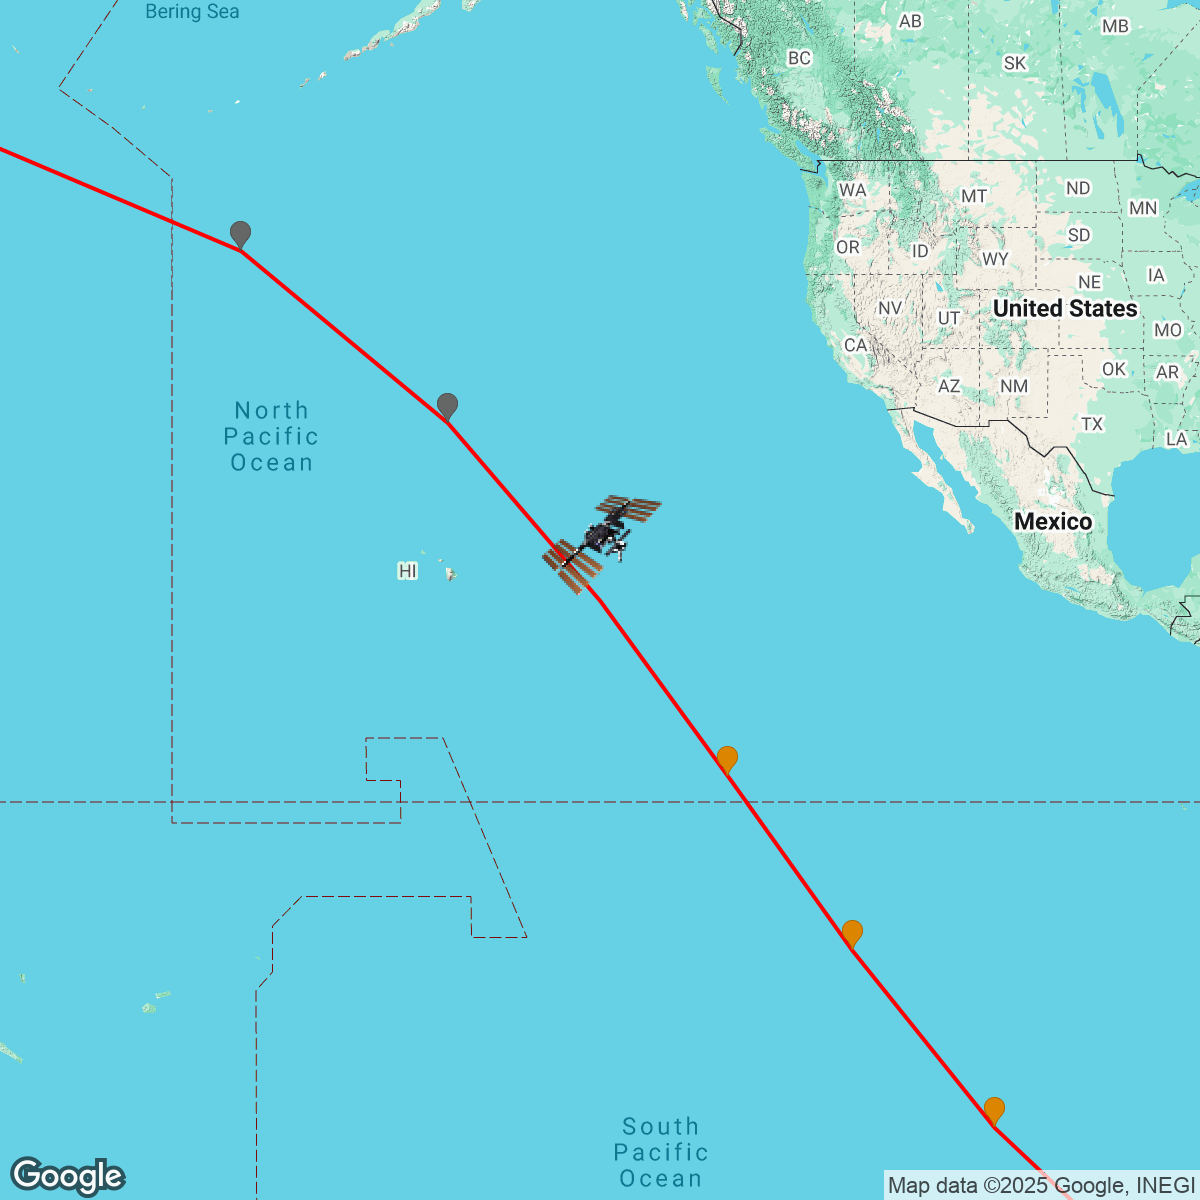 Bering Sea
AB
MB
BC
SK
WA
MT
ND
MN
OR
ID
SD
WY
IA
NE
NV
UT
United States
MO
CA
OK
AR
AZ
NM
TX
LA
North
Pacific
Ocean
Mexico
HI
South
Pacific
Ocean
Google
Map data ©2025 Google, INEGI